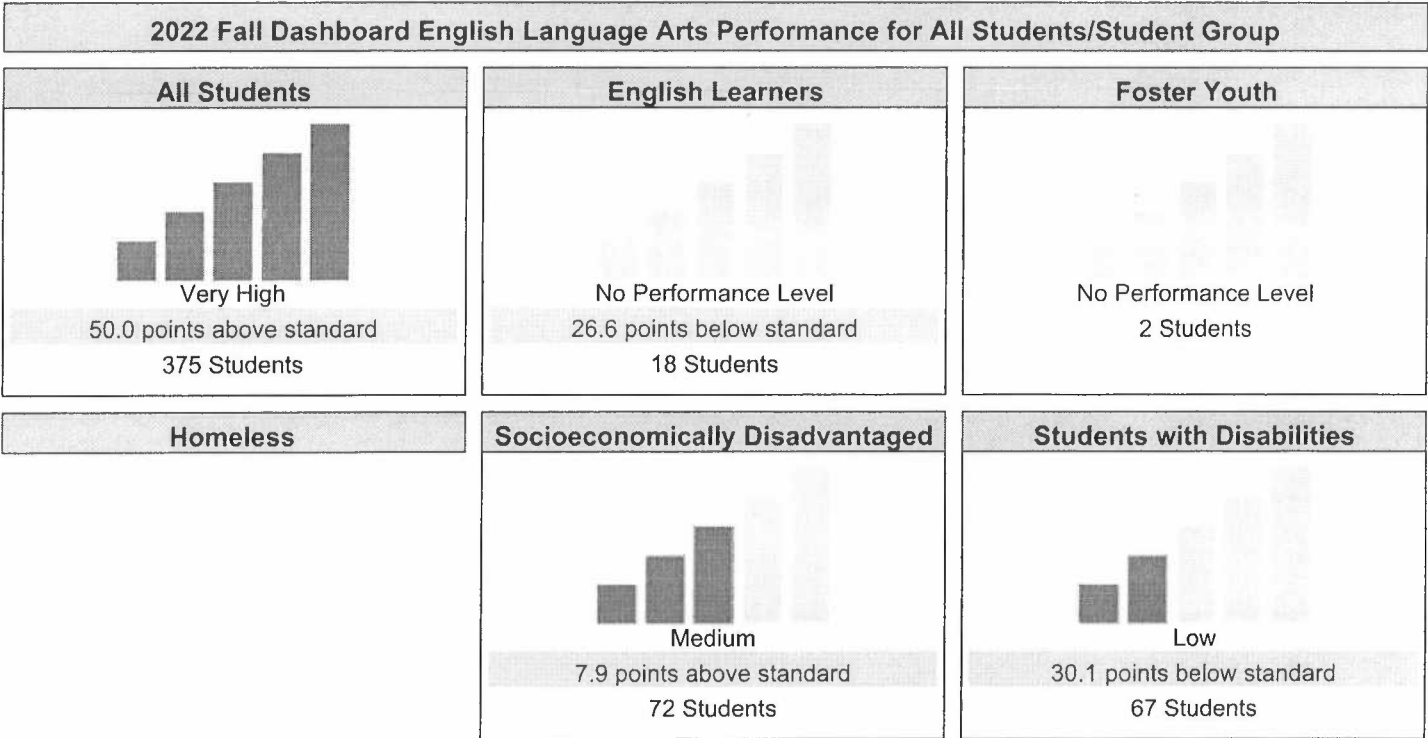 2022 Fall Dashboard English Language Arts Performance for All Students/Student Group
All Students
Very High
50.0 points above standard
375 Students
English Learners
No Performance Level
26.6 points below standard
18 Students
Foster Youth
No Performance Level
2 Students
Homeless
Socioeconomically Disadvantaged
Medium
7.9 points above standard
72 Students
Students with Disabilities
Low
30.1 points below standard
67 Students